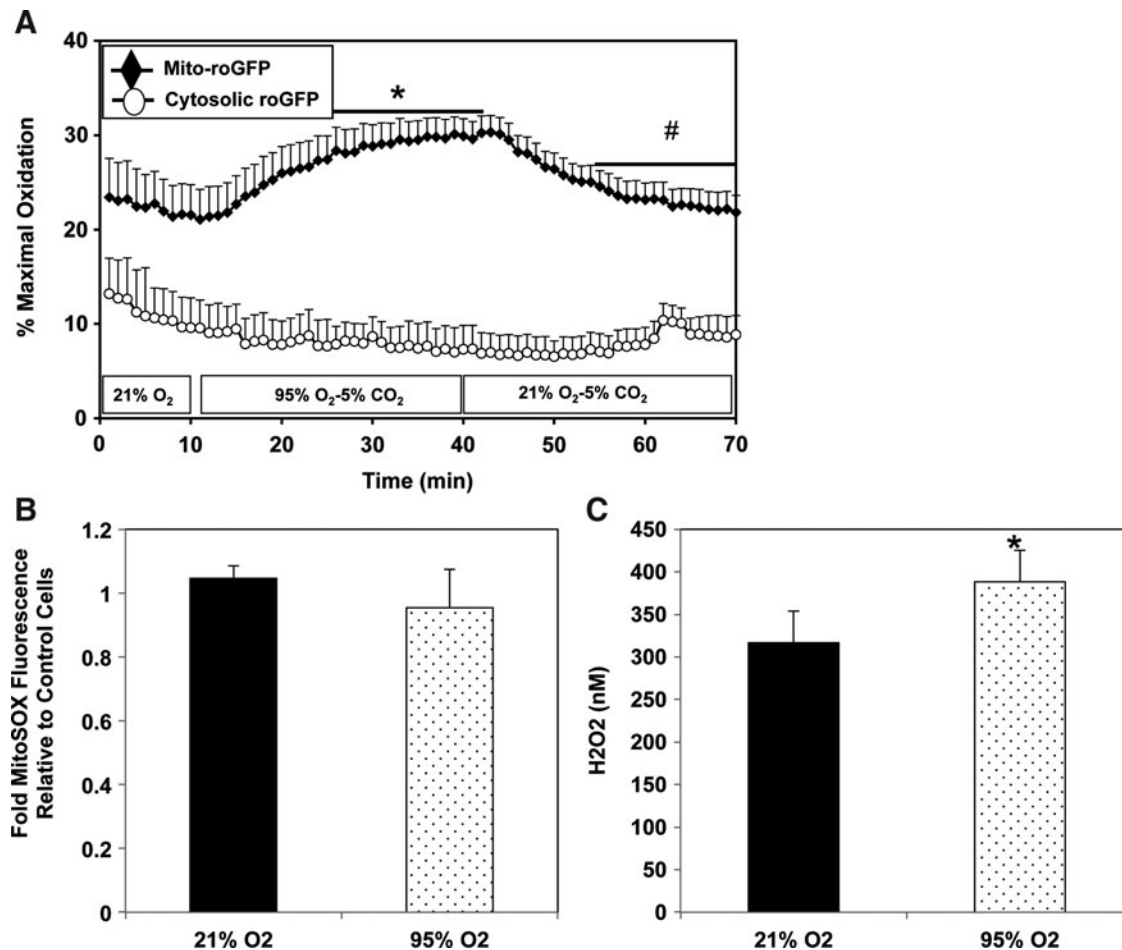 A
40
30
20
10
0
% Maximal Oxidation
Mito-roGFP
Cytosolic roGFP
*
#
21% O₂
95% O₂-5% CO₂
21% O₂-5% CO₂
0 10 20 30 40 50 60 70
Time (min)
B
1.2
1
0.8
0.6
0.4
0.2
0
Fold MitoSOX Fluorescence
Relative to Control Cells
21% O2 95% O2
C
450
400
350
300
250
200
150
100
50
0
H2O2 (nM)
*
21% O2 95% O2